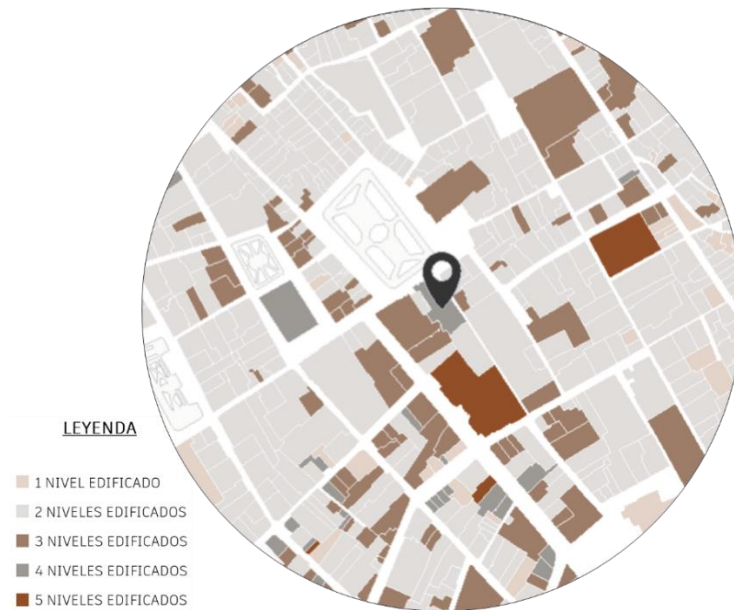 LEYENDA
1 NIVEL EDIFICADO
2 NIVELES EDIFICADOS
3 NIVELES EDIFICADOS
4 NIVELES EDIFICADOS
5 NIVELES EDIFICADOS